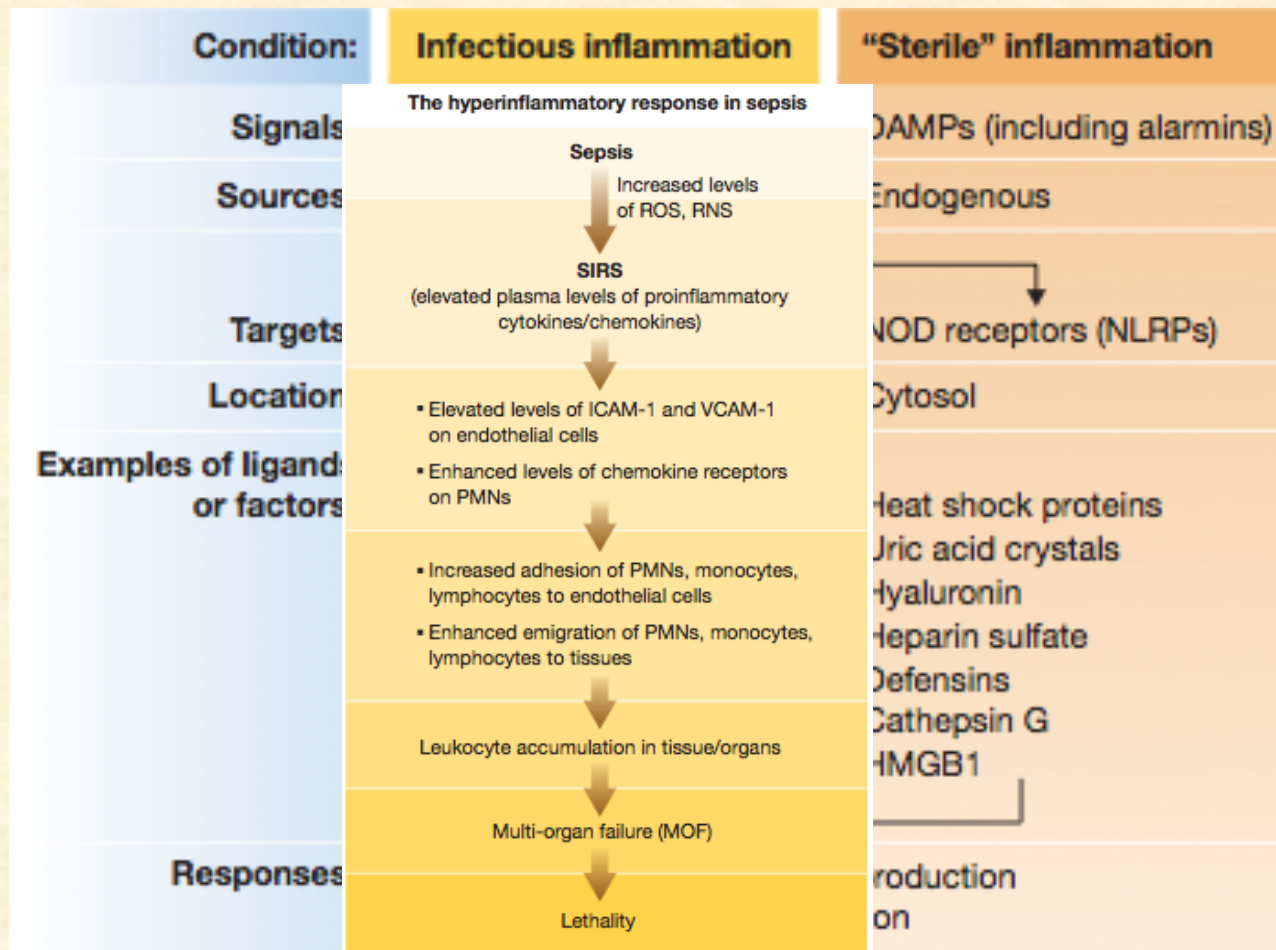 Condition:
Infectious inflammation
“Sterile” inflammation
Signals
Sources
Targets
Location
Examples of ligands
or factors
Responses
The hyperinflammatory response in sepsis
Sepsis
Increased levels
of ROS, RNS
SIRS
(elevated plasma levels of proinflammatory
cytokines/chemokines)
▪ Elevated levels of ICAM-1 and VCAM-1
on endothelial cells
▪ Enhanced levels of chemokine receptors
on PMNs
▪ Increased adhesion of PMNs, monocytes,
lymphocytes to endothelial cells
▪ Enhanced emigration of PMNs, monocytes,
lymphocytes to tissues
Leukocyte accumulation in tissue/organs
Multi-organ failure (MOF)
Lethality
DAMPs (including alarmins)
Endogenous
NOD receptors (NLRPs)
Cytosol
Heat shock proteins
Uric acid crystals
Hyaluronin
Heparin sulfate
Defensins
Cathepsin G
HMGB1
roduction
on